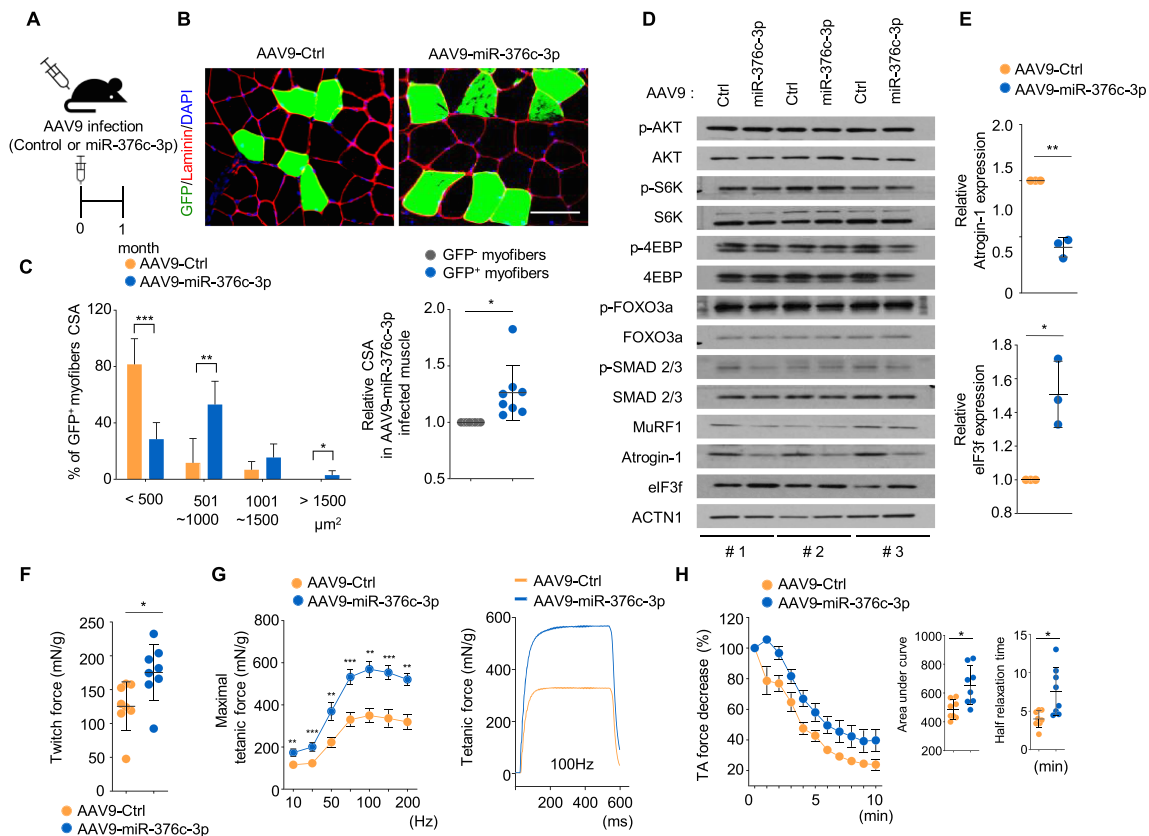 A
AAV9 infection
(Control or miR-376c-3p)
0
1
month
B
AAV9-Ctrl
AAV9-miR-376c-3p
GFP/Laminin/DAPI
C
AAV9-Ctrl
AAV9-miR-376c-3p
% of GFP+ myofibers CSA
120
80
40
0
***
**
*
< 500
501
~1000
1001
~1500
> 1500
µm2
GFP- myofibers
GFP+ myofibers
Relative CSA
in AAV9-miR-376c-3p
infected muscle
2.0
1.5
1.0
0.5
*
D
AAV9 :
Ctrl
miR-376c-3p
Ctrl
miR-376c-3p
Ctrl
miR-376c-3p
p-AKT
AKT
p-S6K
S6K
p-4EBP
4EBP
p-FOXO3a
FOXO3a
p-SMAD 2/3
SMAD 2/3
MuRF1
Atrogin-1
eIF3f
ACTN1
# 1
# 2
# 3
E
AAV9-Ctrl
AAV9-miR-376c-3p
Relative
Atrogin-1 expression
2.0
1.5
1.0
0.5
0
**
Relative
eIF3f expression
1.8
1.6
1.4
1.2
1.0
0.8
*
F
Twitch force (mN/g)
250
200
150
100
50
0
*
AAV9-Ctrl
AAV9-miR-376c-3p
G
AAV9-Ctrl
AAV9-miR-376c-3p
Maximal
tetanic force (mN/g)
800
600
400
200
0
**
***
**
***
**
***
**
10
50
100
200
(Hz)
AAV9-Ctrl
AAV9-miR-376c-3p
Tetanic force (mN/g)
600
400
200
0
100Hz
0
200
400
600
(ms)
H
AAV9-Ctrl
AAV9-miR-376c-3p
TA force decrease (%)
120
100
80
60
40
20
0
5
10
(min)
Area under curve
1000
800
600
400
200
*
Half relaxation time
15
10
5
0
*
(min)